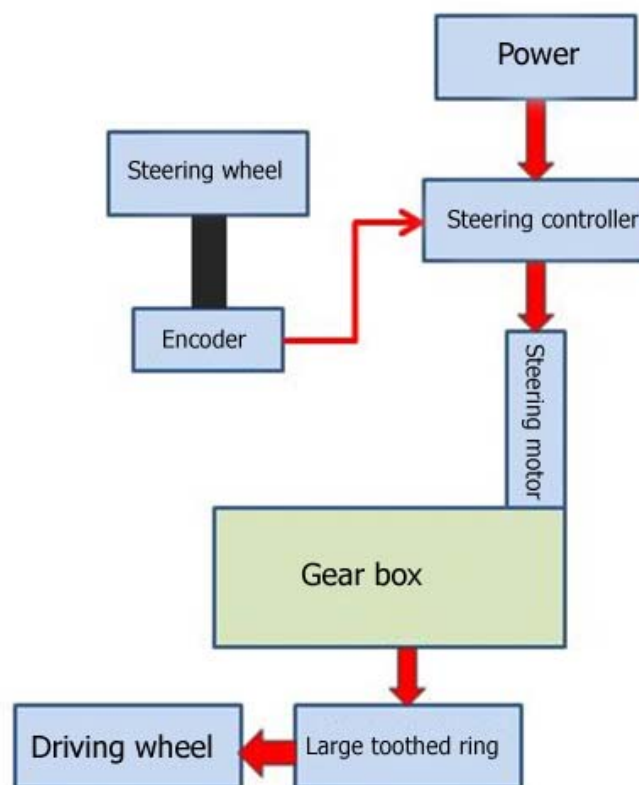 Power
Steering wheel
Steering controller
Encoder
Steering motor
Gear box
Driving wheel
Large toothed ring